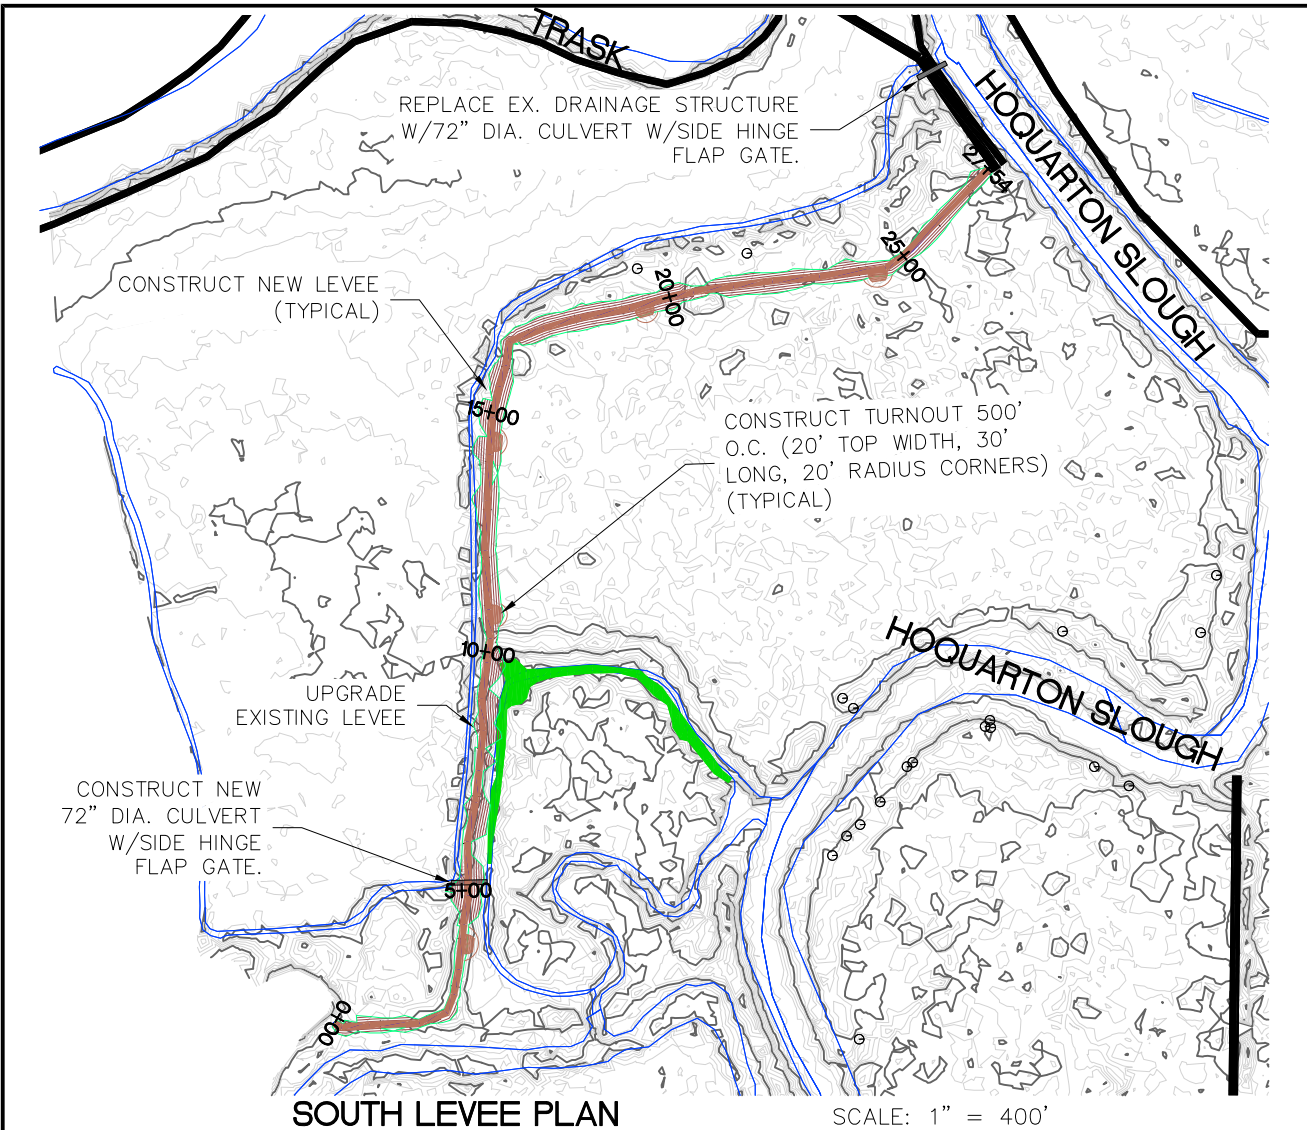 TRASK
REPLACE EX. DRAINAGE STRUCTURE
W/72" DIA. CULVERT W/SIDE HINGE
FLAP GATE.
HOQUARTON SLOUGH
27+54
25+00
20+00
CONSTRUCT NEW LEVEE
(TYPICAL)
15+00
CONSTRUCT TURNOUT 500'
O.C. (20' TOP WIDTH, 30'
LONG, 20' RADIUS CORNERS)
(TYPICAL)
HOQUARTON SLOUGH
10+00
UPGRADE
EXISTING LEVEE
CONSTRUCT NEW
72" DIA. CULVERT
W/SIDE HINGE
FLAP GATE.
5+00
0+00
SOUTH LEVEE PLAN
SCALE: 1" = 400'